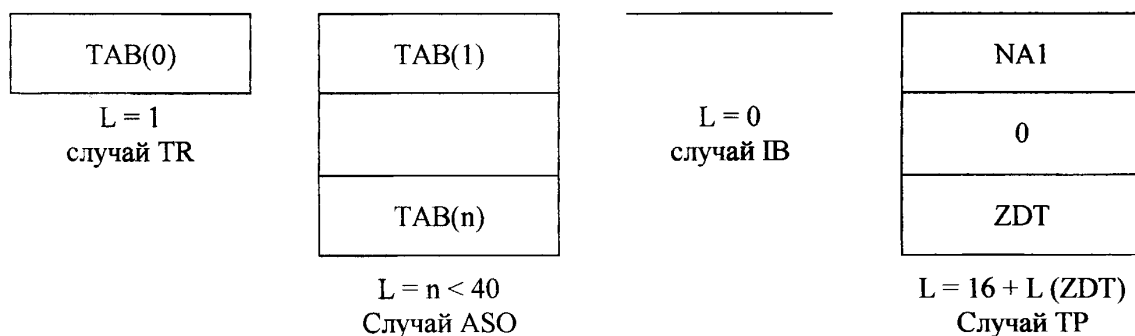 TAB(0)
L = 1
случай TR
TAB(1)
TAB(n)
L = n < 40
Случай ASO
L = 0
случай IB
NA1
0
ZDT
L = 16 + L (ZDT)
Случай TP